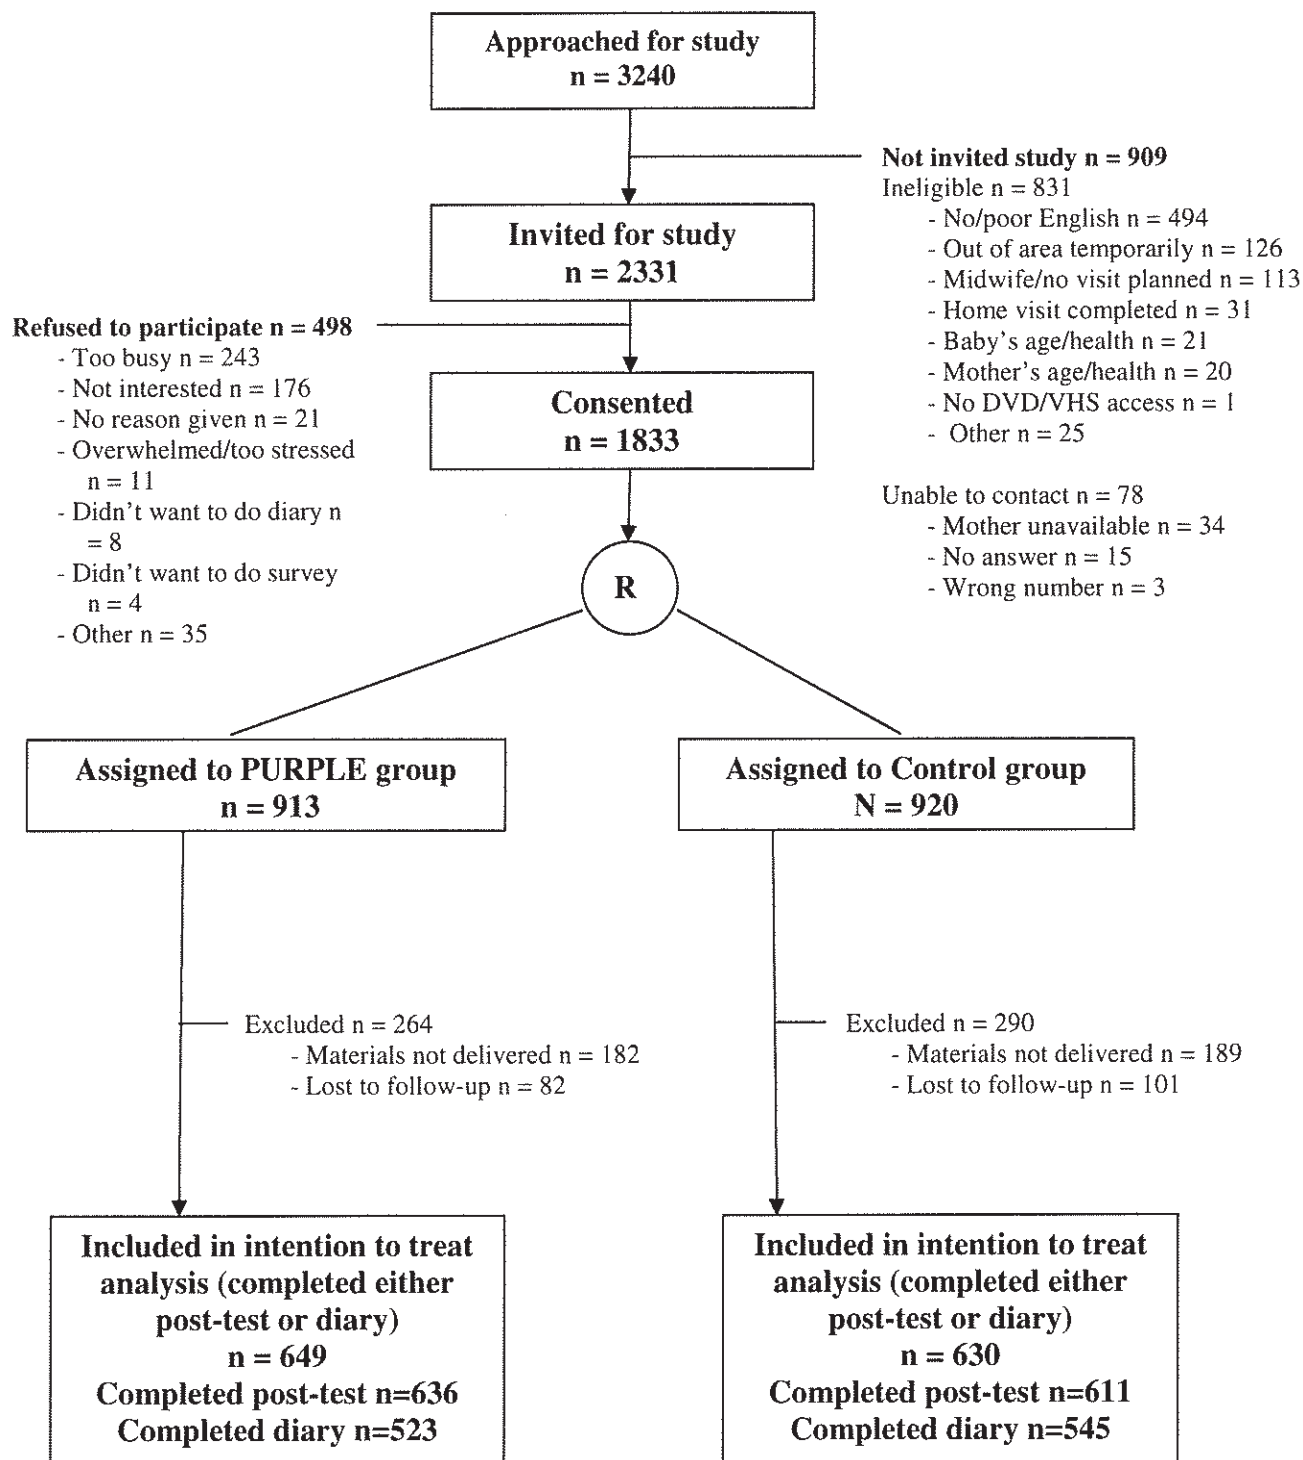 Approached for study
n = 3240
Not invited study n = 909
Ineligible n = 831
- No/poor English n = 494
- Out of area temporarily n = 126
- Midwife/no visit planned n = 113
- Home visit completed n = 31
- Baby's age/health n = 21
- Mother's age/health n = 20
- No DVD/VHS access n = 1
- Other n = 25
Unable to contact n = 78
- Mother unavailable n = 34
- No answer n = 15
- Wrong number n = 3
Invited for study
n = 2331
Refused to participate n = 498
- Too busy n = 243
- Not interested n = 176
- No reason given n = 21
- Overwhelmed/too stressed
n = 11
- Didn't want to do diary n
= 8
- Didn't want to do survey
n = 4
- Other n = 35
Consented
n = 1833
R
Assigned to PURPLE group
n = 913
Assigned to Control group
N = 920
Excluded n = 264
- Materials not delivered n = 182
- Lost to follow-up n = 82
Excluded n = 290
- Materials not delivered n = 189
- Lost to follow-up n = 101
Included in intention to treat
analysis (completed either
post-test or diary)
n = 649
Completed post-test n=636
Completed diary n=523
Included in intention to treat
analysis (completed either
post-test or diary)
n = 630
Completed post-test n=611
Completed diary n=545